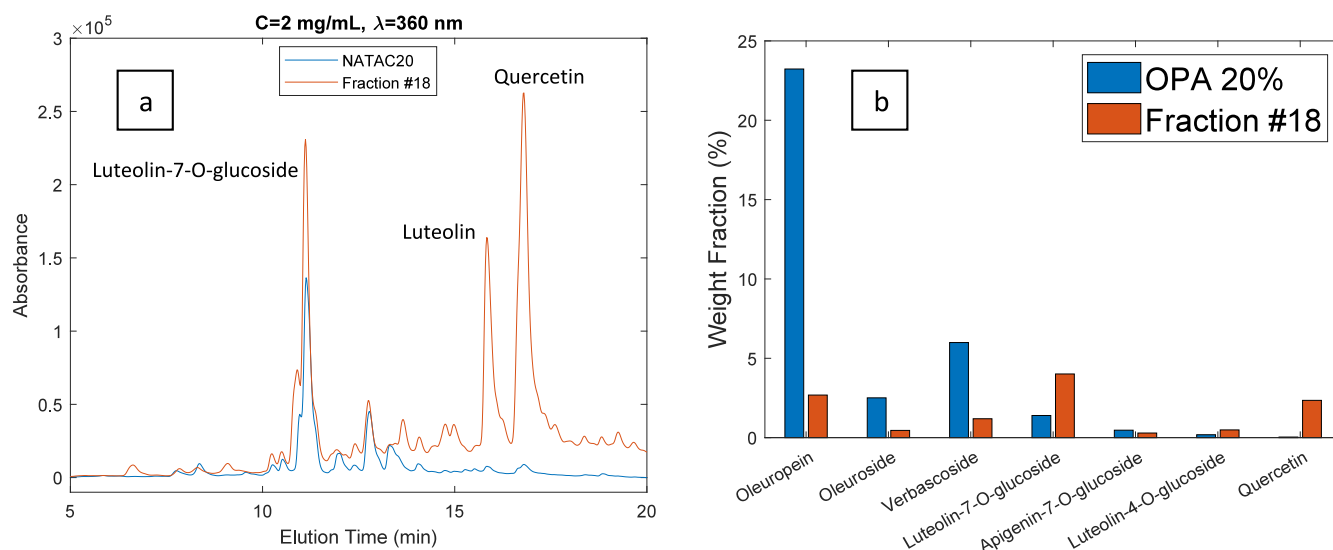 C=2 mg/mL, λ=360 nm
×10⁵
3
2.5
2
1.5
1
0.5
0
Absorbance
5
10
15
20
Elution Time (min)
NATAC20
Fraction #18
a
Luteolin-7-O-glucoside
Luteolin
Quercetin
b
25
20
15
10
5
0
Weight Fraction (%)
OPA 20%
Fraction #18
Oleuropein
Oleuroside
Verbascoside
Luteolin-7-O-glucoside
Apigenin-7-O-glucoside
Luteolin-4-O-glucoside
Quercetin